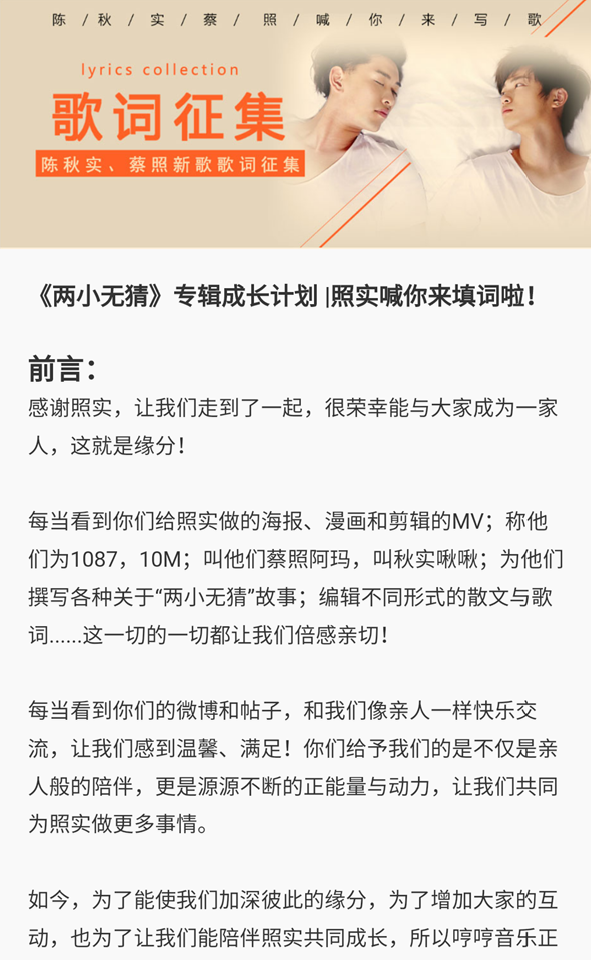 陈/秋/实/蔡/照/喊/你/来/写/歌
lyrics collection
歌词征集
陈秋实、蔡照新歌歌词征集
《两小无猜》专辑成长计划 |照实喊你来填词啦！
前言：
感谢照实，让我们走到了一起，很荣幸能与大家成为一家
人，这就是缘分！
每当看到你们给照实做的海报、漫画和剪辑的MV；称他
们为1087，10M；叫他们蔡照阿玛，叫秋实啾啾；为他们
撰写各种关于“两小无猜”故事；编辑不同形式的散文与歌
词......这一切的一切都让我们倍感亲切！
每当看到你们的微博和帖子，和我们像亲人一样快乐交
流，让我们感到温馨、满足！你们给予我们的是不仅是亲
人般的陪伴，更是源源不断的正能量与动力，让我们共同
为照实做更多事情。
如今，为了能使我们加深彼此的缘分，为了增加大家的互
动，也为了让我们能陪伴照实共同成长，所以哼哼音乐正